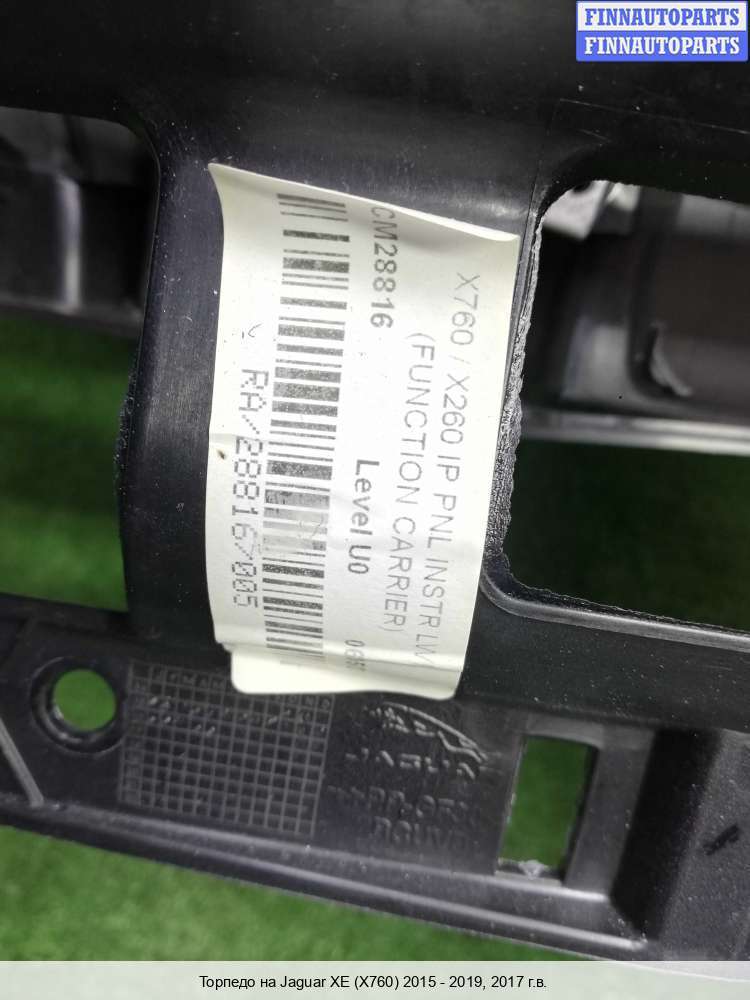 FINNAUTOPARTS
FINNAUTOPARTS
X760 / X260 IP PNL INSTR LW
(FUNCTION CARRIER)
CM28816
Level U0
RA/28816/005
Торпедо на Jaguar XE (X760) 2015 - 2019, 2017 г.в.